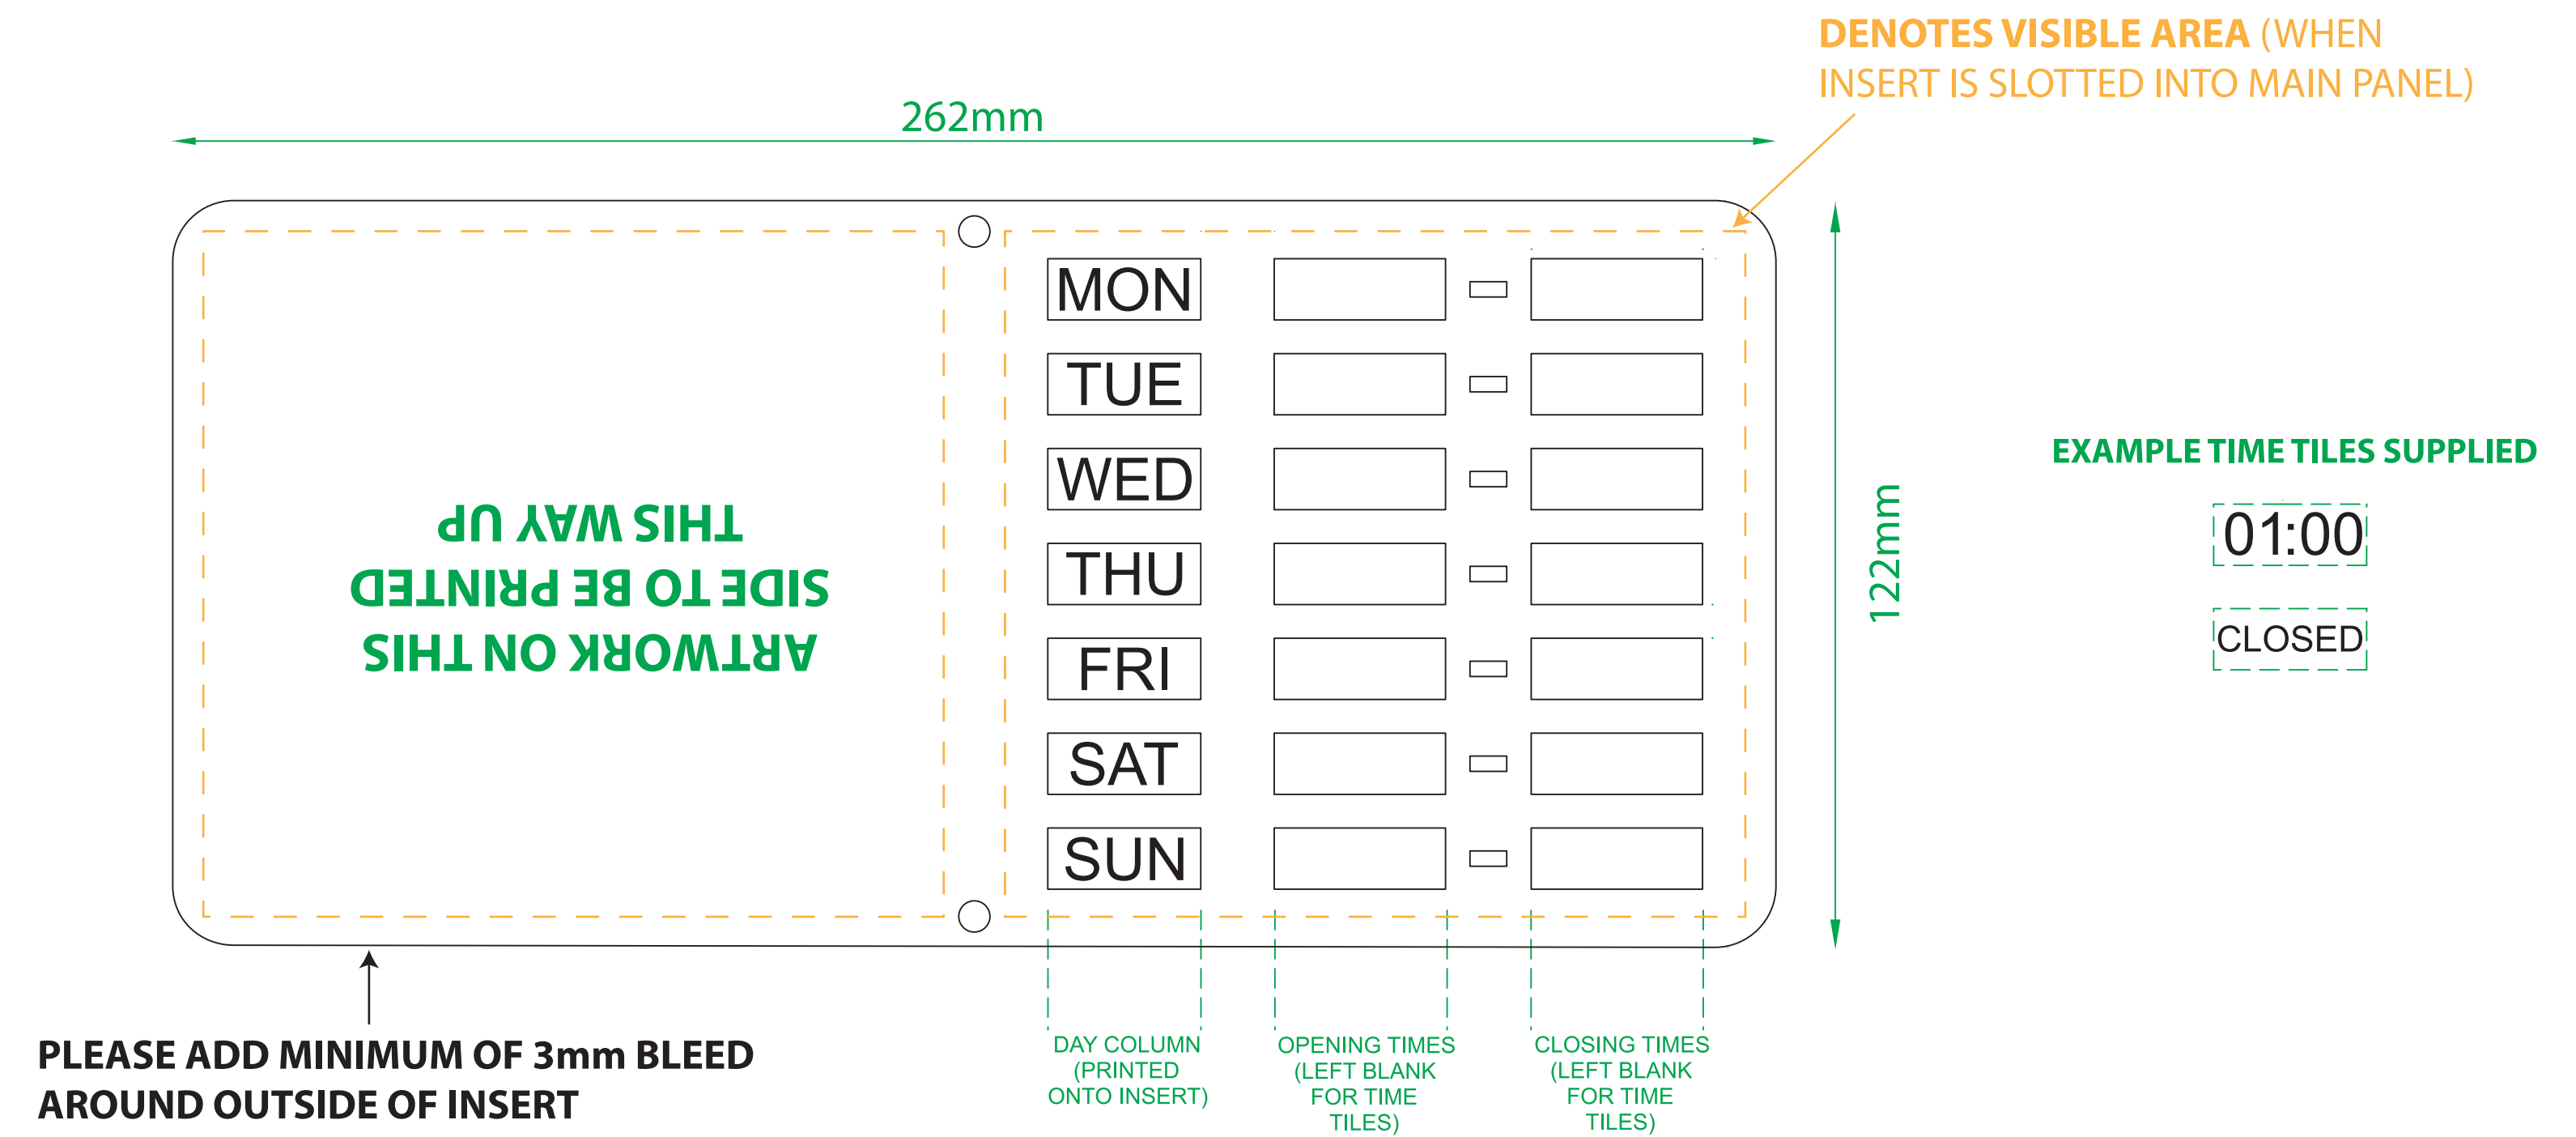 DENOTES VISIBLE AREA (WHEN
INSERT IS SLOTTED INTO MAIN PANEL)
262mm
MON
TUE
WED
THU
FRI
SAT
SUN
ARTWORK ON THIS
SIDE TO BE PRINTED
THIS WAY UP
122mm
EXAMPLE TIME TILES SUPPLIED
01:00
CLOSED
PLEASE ADD MINIMUM OF 3mm BLEED
AROUND OUTSIDE OF INSERT
DAY COLUMN
(PRINTED
ONTO INSERT)
OPENING TIMES
(LEFT BLANK
FOR TIME
TILES)
CLOSING TIMES
(LEFT BLANK
FOR TIME
TILES)